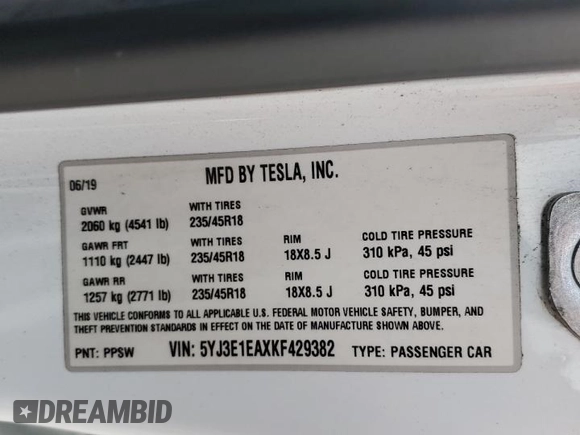 06/19 MFD BY TESLA, INC.
GVWR WITH TIRES
2060 kg (4541 lb) 235/45R18
GAWR FRT WITH TIRES RIM COLD TIRE PRESSURE
1110 kg (2447 lb) 235/45R18 18X8.5 J 310 kPa, 45 psi
GAWR RR WITH TIRES RIM COLD TIRE PRESSURE
1257 kg (2771 lb) 235/45R18 18X8.5 J 310 kPa, 45 psi
THIS VEHICLE CONFORMS TO ALL APPLICABLE U.S. FEDERAL MOTOR VEHICLE SAFETY, BUMPER, AND
THEFT PREVENTION STANDARDS IN EFFECT ON THE DATE OF MANUFACTURE SHOWN ABOVE.
PNT: PPSW VIN: 5YJ3E1EAXKF429382 TYPE: PASSENGER CAR
DREAMBID